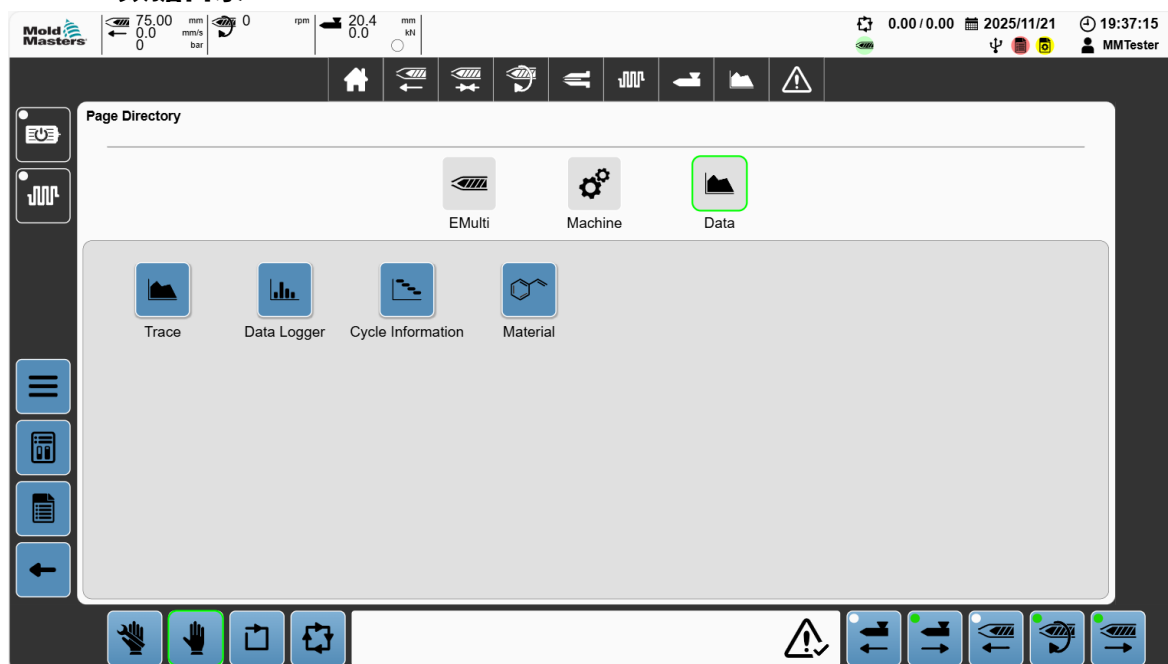 Mold
Masters
75.00 mm
0.0 mm/s
0 bar
0 rpm
20.4 mm
0.0 kN
0.00 / 0.00
2025/11/21
19:37:15
MMTester
Page Directory
EMulti
Machine
Data
Trace
Data Logger
Cycle Information
Material